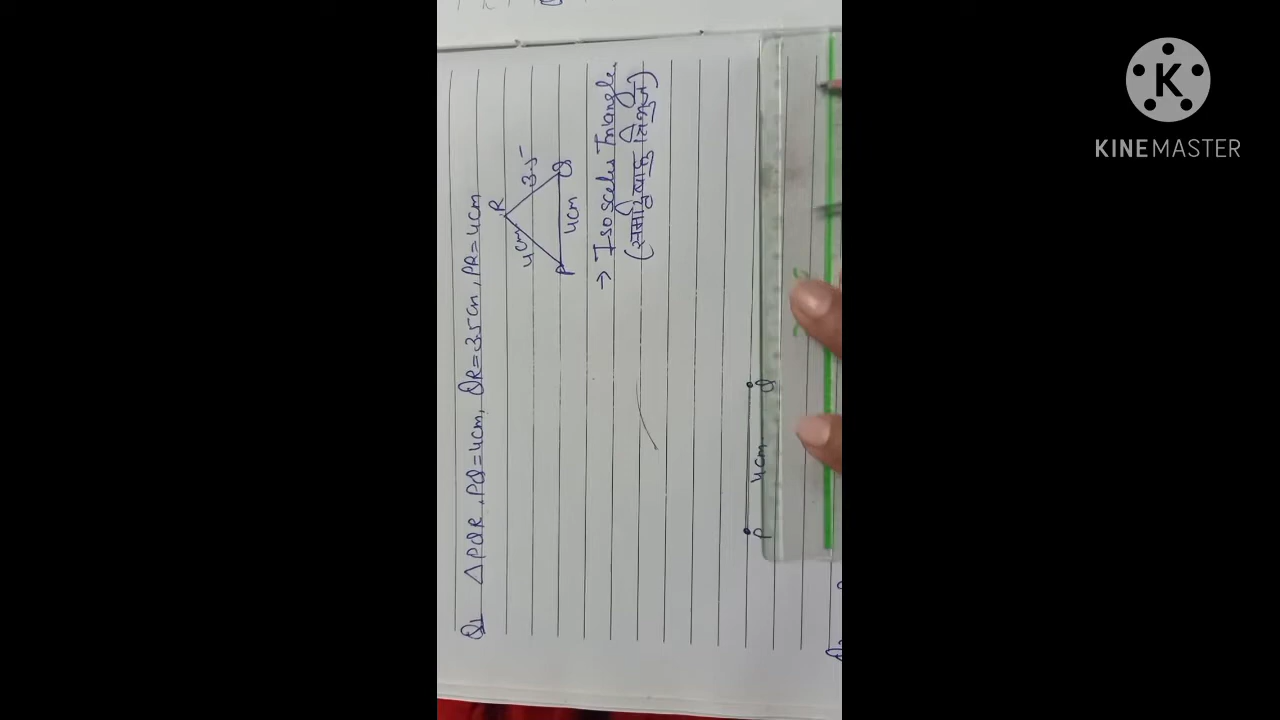 Q1 △PQR, PQ=4cm, QR=3.5cm, PR=4cm
R
4cm 3.5
P 4cm Q
→ Isosceles Triangle.
(समद्विबाहु त्रिभुज)
P 4cm Q
KINEMASTER